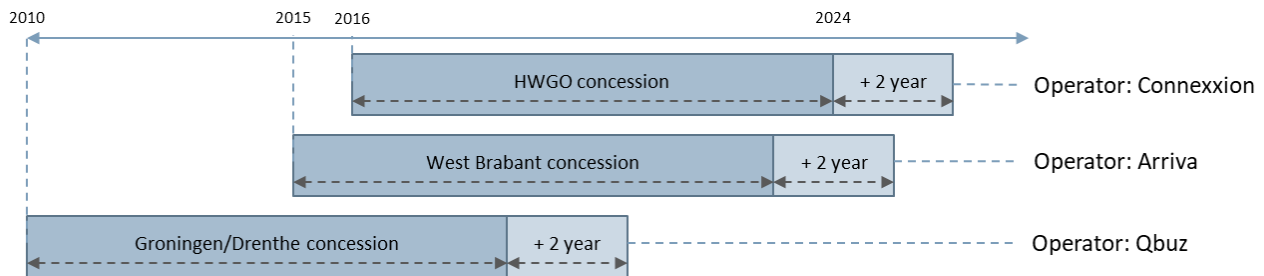 2010
2015
2016
2024
HWGO concession
+ 2 year
Operator: Connexxion
West Brabant concession
+ 2 year
Operator: Arriva
Groningen/Drenthe concession
+ 2 year
Operator: Qbuz